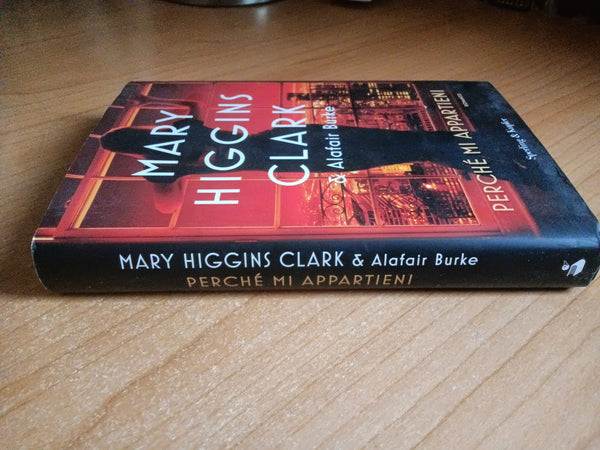 MARY
HIGGINS
CLARK
& Alafair Burke
PERCHÉ MI APPARTIENI
Sperling & Kupfer
MARY HIGGINS CLARK & Alafair Burke
PERCHÉ MI APPARTIENI